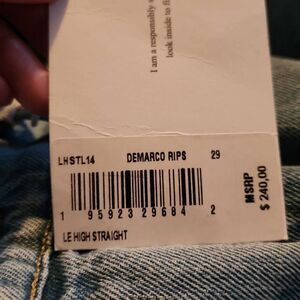 I am a responsibly
look inside to
LHSTL14 DEMARCO RIPS 29
1 95923 29684 2
MSRP
$ 240,00
LE HIGH STRAIGHT